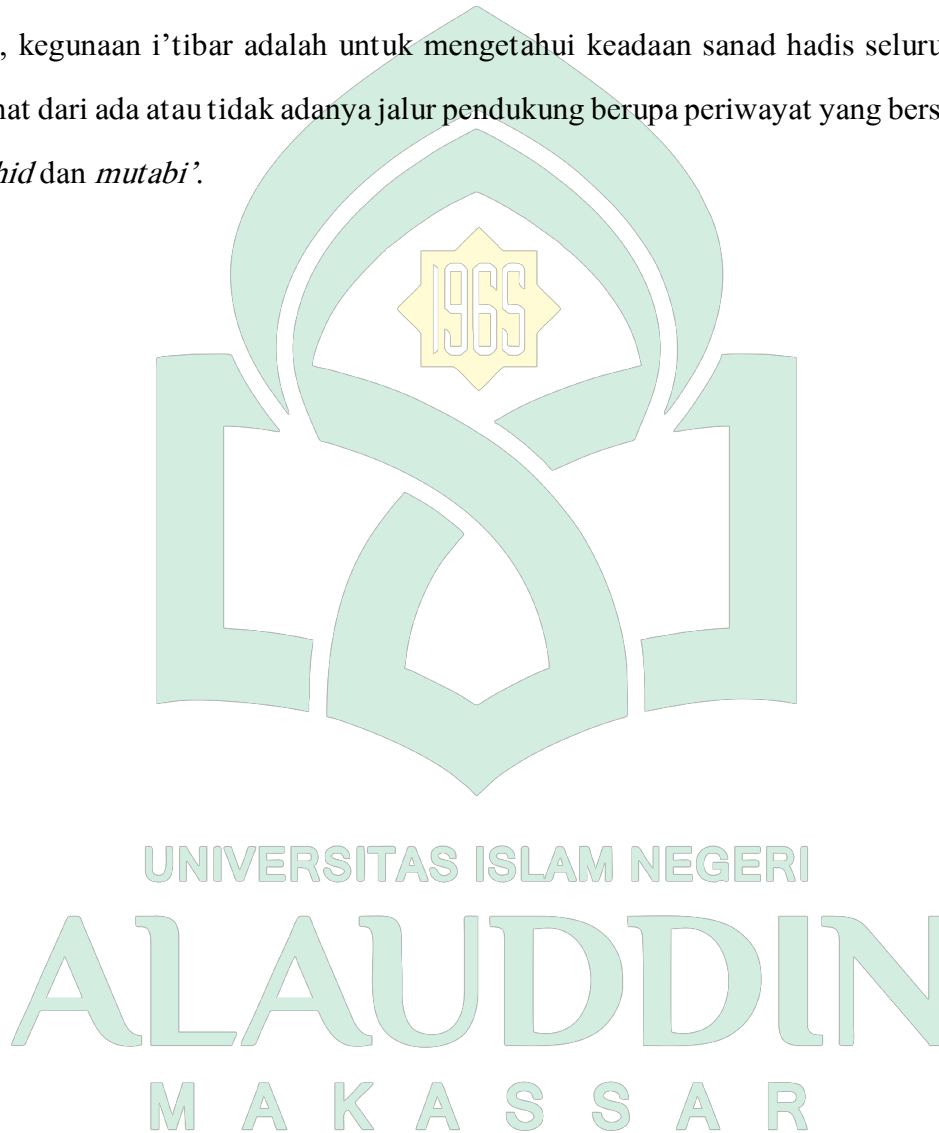 , kegunaan i’tibar adalah untuk mengetahui keadaan sanad hadis seluru
hat dari ada atau tidak adanya jalur pendukung berupa periwayat yang bers
hid dan mutabi’.
1965
UNIVERSITAS ISLAM NEGERI
ALAUDDIN
MAKASSAR